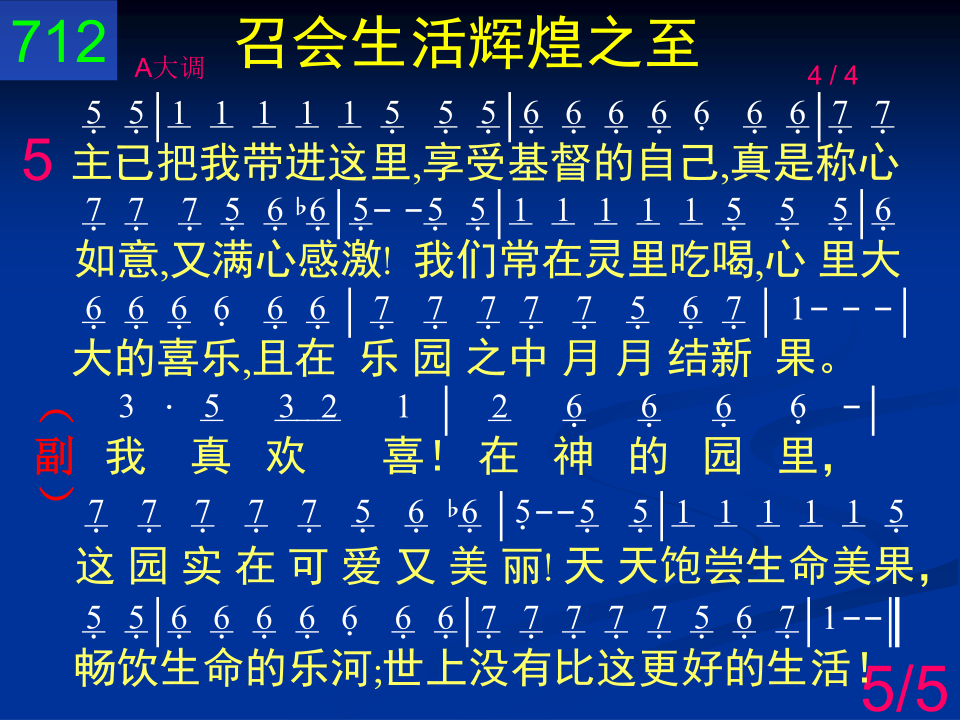 712 召会生活辉煌之至
A大调 4 / 4
5 5|1 1 1 1 1 5 5 5|6 6 6 6 6 6 6|7 7
5 主已把我带进这里,享受基督的自己,真是称心
7 7 7 5 6 ♭6|5- -5 5|1 1 1 1 1 5 5 5|6
如意,又满心感激! 我们常在灵里吃喝,心里大
6 6 6 6 6 6|7 7 7 7 7 5 6 7|1- - -|
大的喜乐,且在 乐园之中月月结新 果。
3 · 5 3 2 1|2 6 6 6 6 -|
(副) 我真欢喜!在神的园里,
7 7 7 7 7 5 6 ♭6|5--5 5|1 1 1 1 1 5
这园实在可爱又美丽!天天饱尝生命美果,
5 5|6 6 6 6 6 6 6|7 7 7 7 7 5 6 7|1--‖
畅饮生命的乐河;世上没有比这更好的生活!
5/5